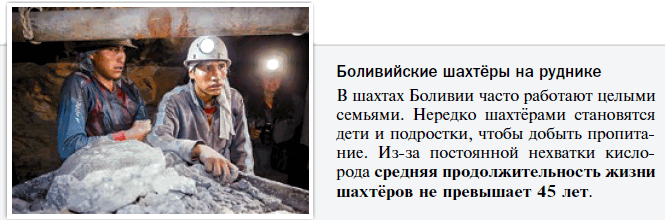 Боливийские шахтёры на руднике
В шахтах Боливии часто работают целыми
семьями. Нередко шахтёрами становятся
дети и подростки, чтобы добыть пропита-
ние. Из-за постоянной нехватки кисло-
рода средняя продолжительность жизни
шахтёров не превышает 45 лет.